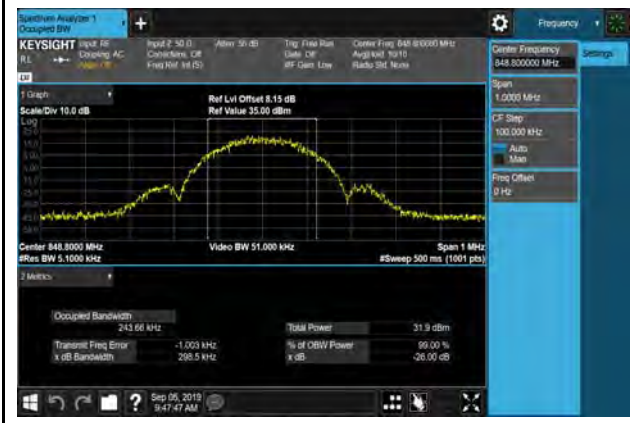 Spectrum Analyzer 1
Occupied BW
Frequency
KEYSIGHT Input: RF
Coupling: AC
RL
Input Z: 50 Ω
Corrections: Off
Freq Ref: Int (S)
Trig: Free Run
Gate: Off
#IF Gain: Low
Center Freq: 848.800000 MHz
Avg|Hold: 10/10
Radio Std: None
Center Frequency
848.800000 MHz
Settings
Span
1.0000 MHz
CF Step
100.000 kHz
Auto
Man
Freq Offset
0 Hz
1 Graph
Scale/Div 10.0 dB
Ref Lvl Offset 8.15 dB
Ref Value 35.00 dBm
Log
Center 848.8000 MHz
#Res BW 5.1000 kHz
Video BW 51.000 kHz
Span 1 MHz
#Sweep 500 ms (1001 pts)
2 Metrics
Occupied Bandwidth
243.66 kHz
Total Power 31.9 dBm
Transmit Freq Error -1.003 kHz
% of OBW Power 99.00 %
x dB Bandwidth 298.5 kHz
x dB -26.00 dB
?
Sep 05, 2019
9:47:47 AM